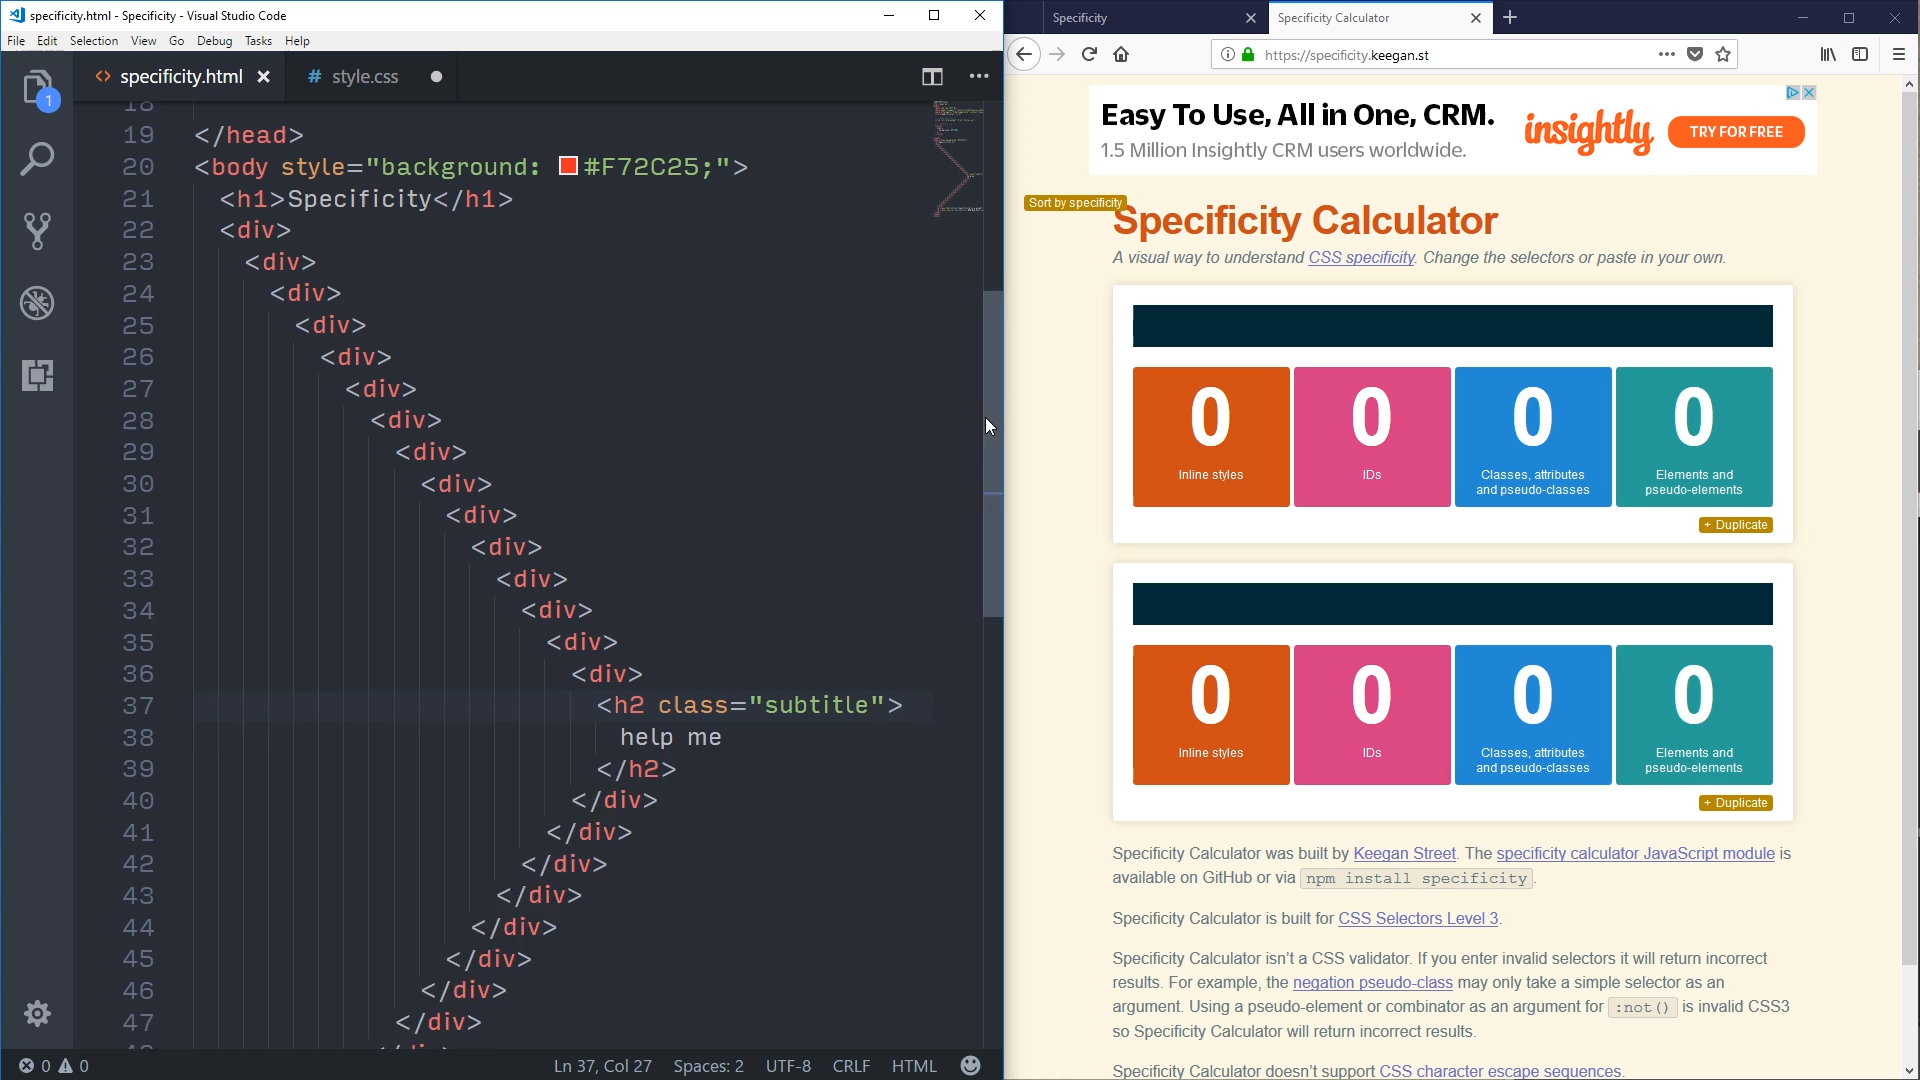 specificity.html - Specificity - Visual Studio Code
File Edit Selection View Go Debug Tasks Help
1
<> specificity.html ×
# style.css ●
18
19 </head>
20 <body style="background: #F72C25;">
21 <h1>Specificity</h1>
22 <div>
23 <div>
24 <div>
25 <div>
26 <div>
27 <div>
28 <div>
29 <div>
30 <div>
31 <div>
32 <div>
33 <div>
34 <div>
35 <div>
36 <div>
37 <h2 class="subtitle">
38 help me
39 </h2>
40 </div>
41 </div>
42 </div>
43 </div>
44 </div>
45 </div>
46 </div>
47 </div>
0 0 Ln 37, Col 27 Spaces: 2 UTF-8 CRLF HTML
Specificity
Specificity Calculator
https://specificity.keegan.st
Easy To Use, All in One, CRM.
1.5 Million Insightly CRM users worldwide.
insightly
TRY FOR FREE
Sort by specificity
Specificity Calculator
A visual way to understand CSS specificity. Change the selectors or paste in your own.
0 0 0 0
Inline styles IDs Classes, attributes Elements and
and pseudo-classes pseudo-elements
+ Duplicate
0 0 0 0
Inline styles IDs Classes, attributes Elements and
and pseudo-classes pseudo-elements
+ Duplicate
Specificity Calculator was built by Keegan Street. The specificity calculator JavaScript module is
available on GitHub or via npm install specificity.
Specificity Calculator is built for CSS Selectors Level 3.
Specificity Calculator isn't a CSS validator. If you enter invalid selectors it will return incorrect
results. For example, the negation pseudo-class may only take a simple selector as an
argument. Using a pseudo-element or combinator as an argument for :not() is invalid CSS3
so Specificity Calculator will return incorrect results.
Specificity Calculator doesn't support CSS character escape sequences.